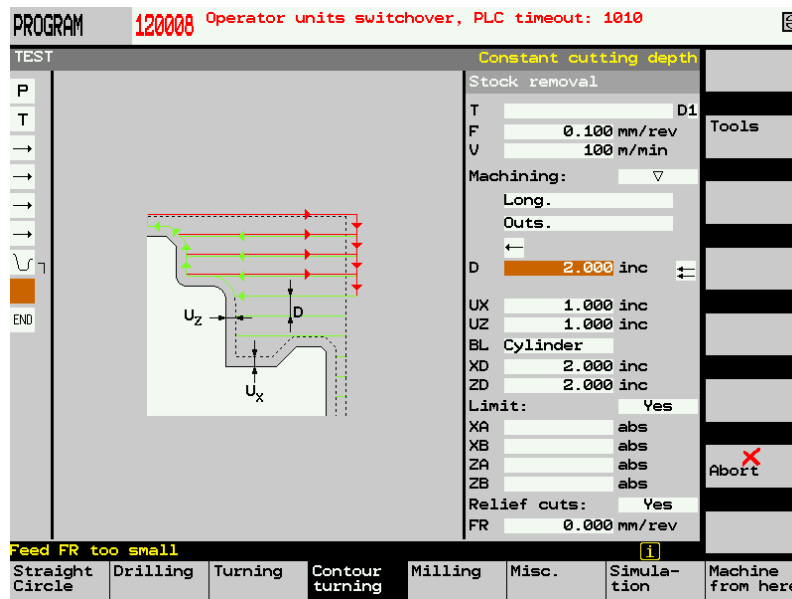 PROGRAM 120008 Operator units switchover, PLC timeout: 1010
TEST Constant cutting depth
Stock removal
P
T
END
T D1
F 0.100 mm/rev
V 100 m/min
Machining: ▽
Long.
Outs.
←
D 2.000 inc
UX 1.000 inc
UZ 1.000 inc
BL Cylinder
XD 2.000 inc
ZD 2.000 inc
Limit: Yes
XA abs
XB abs
ZA abs
ZB abs
Relief cuts: Yes
FR 0.000 mm/rev
UZ
D
UX
Tools
Abort
Feed FR too small i
Straight Circle
Drilling
Turning
Contour turning
Milling
Misc.
Simula-
tion
Machine from here